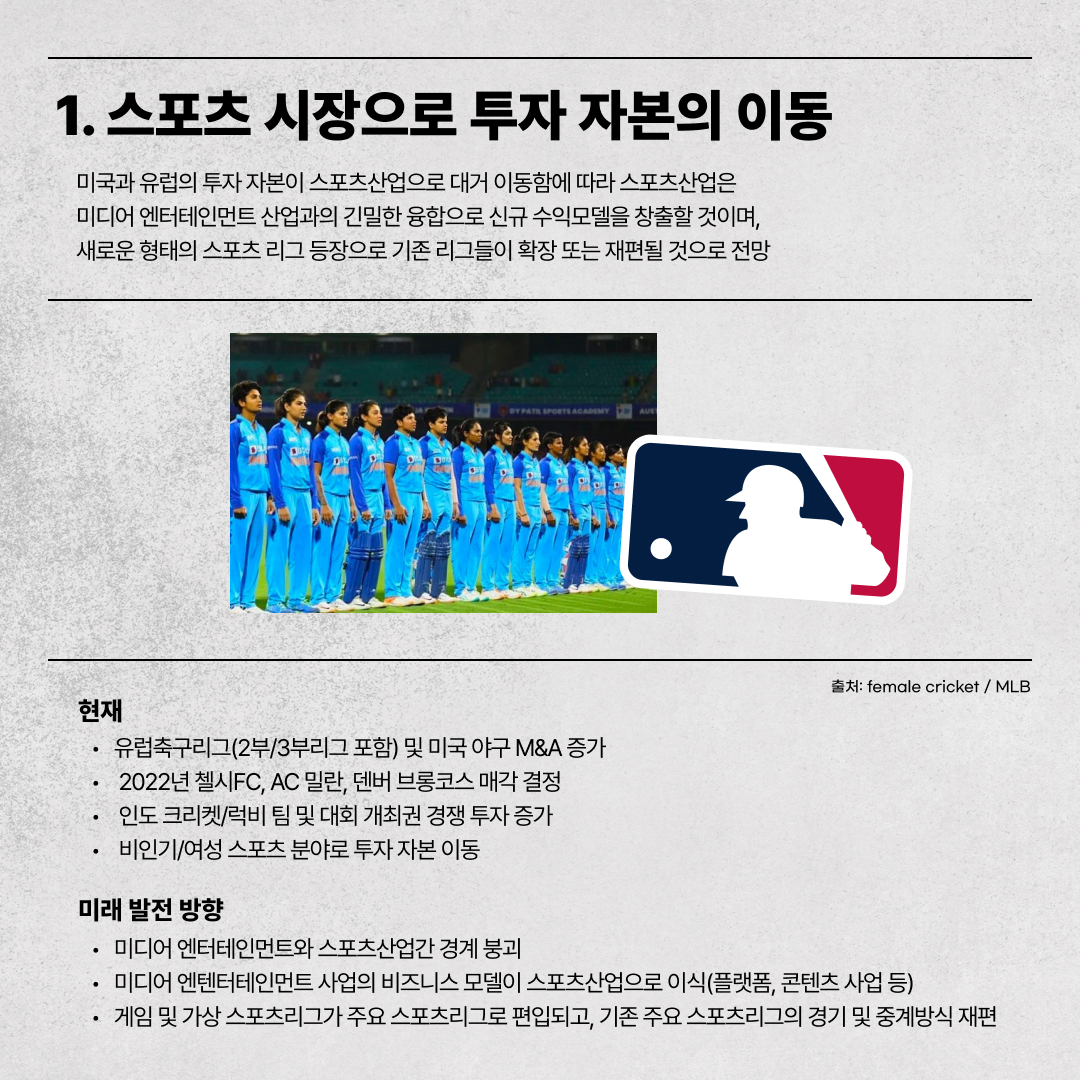 1. 스포츠 시장으로 투자 자본의 이동
미국과 유럽의 투자 자본이 스포츠산업으로 대거 이동함에 따라 스포츠산업은
미디어 엔터테인먼트 산업과의 긴밀한 융합으로 신규 수익모델을 창출할 것이며,
새로운 형태의 스포츠 리그 등장으로 기존 리그들이 확장 또는 재편될 것으로 전망
DY PATIL SPORTS ACADEMY
출처: female cricket / MLB
현재
• 유럽축구리그(2부/3부리그 포함) 및 미국 야구 M&A 증가
• 2022년 첼시FC, AC 밀란, 덴버 브롱코스 매각 결정
• 인도 크리켓/럭비 팀 및 대회 개최권 경쟁 투자 증가
• 비인기/여성 스포츠 분야로 투자 자본 이동
미래 발전 방향
• 미디어 엔터테인먼트와 스포츠산업간 경계 붕괴
• 미디어 엔텐터테인먼트 사업의 비즈니스 모델이 스포츠산업으로 이식(플랫폼, 콘텐츠 사업 등)
• 게임 및 가상 스포츠리그가 주요 스포츠리그로 편입되고, 기존 주요 스포츠리그의 경기 및 중계방식 재편